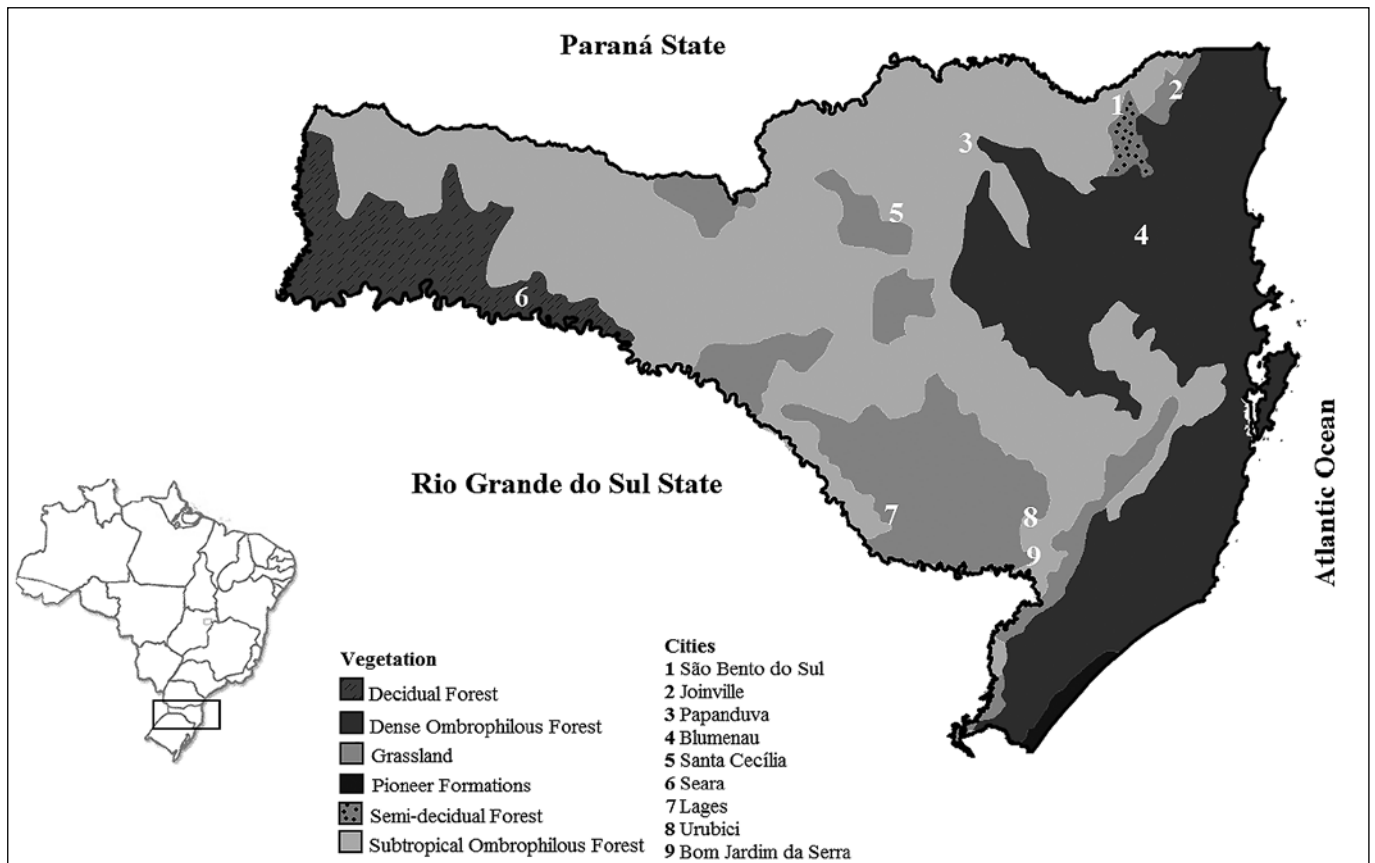 Paraná State
1
2
3
5
4
6
Atlantic Ocean
Rio Grande do Sul State
7
8
9
Vegetation
Decidual Forest
Dense Ombrophilous Forest
Grassland
Pioneer Formations
Semi-decidual Forest
Subtropical Ombrophilous Forest
Cities
1 São Bento do Sul
2 Joinville
3 Papanduva
4 Blumenau
5 Santa Cecília
6 Seara
7 Lages
8 Urubici
9 Bom Jardim da Serra